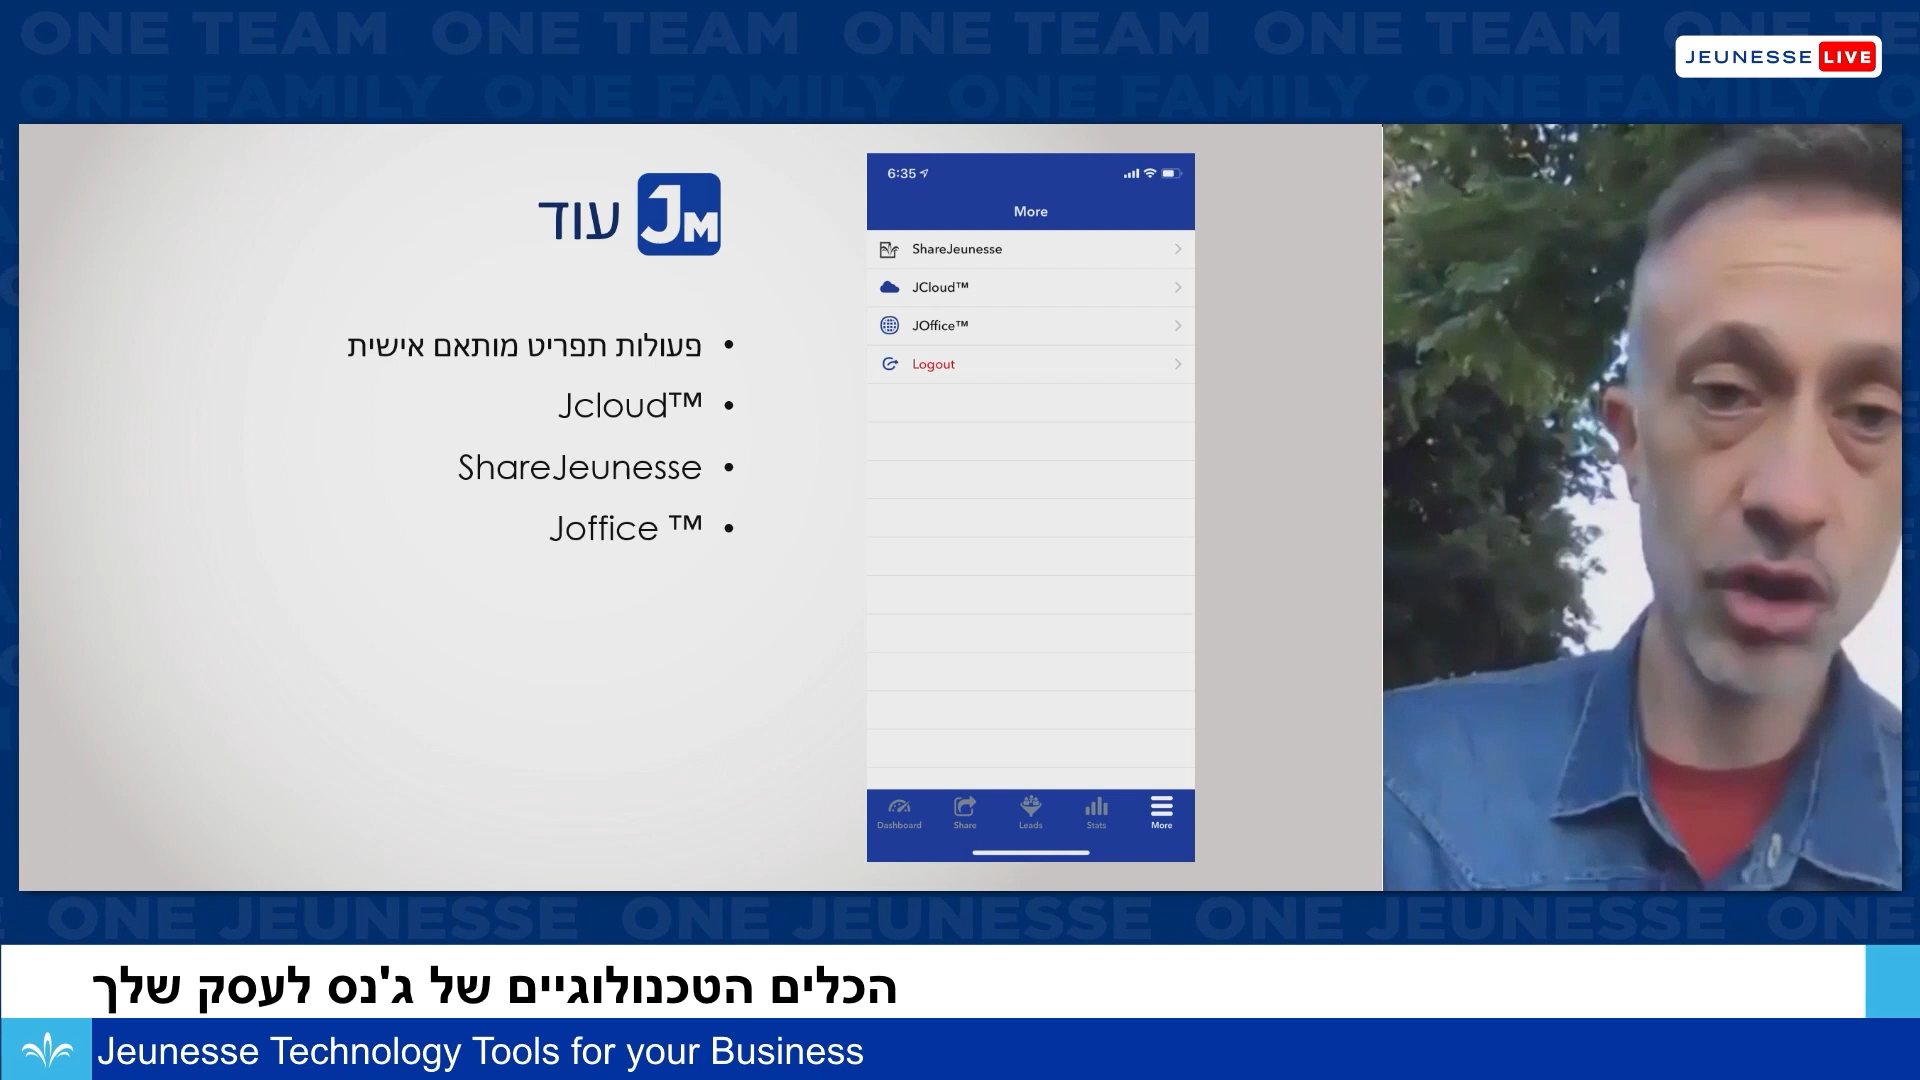 ONE TEAM ONE TEAM ONE TEAM ONE TEAM ONE TE
ONE FAMILY ONE FAMILY ONE FAMILY ONE FAMILY
JEUNESSE LIVE
עוד JM
• פעולות תפריט מותאם אישית
• Jcloud™
• ShareJeunesse
• Joffice ™
6:35
More
ShareJeunesse
JCloud™
JOffice™
Logout
Dashboard Share Leads Stats More
ONE JEUNESSE ONE JEUNESSE ONE JEUNESSE ONE
הכלים הטכנולוגיים של ג'נס לעסק שלך
Jeunesse Technology Tools for your Business